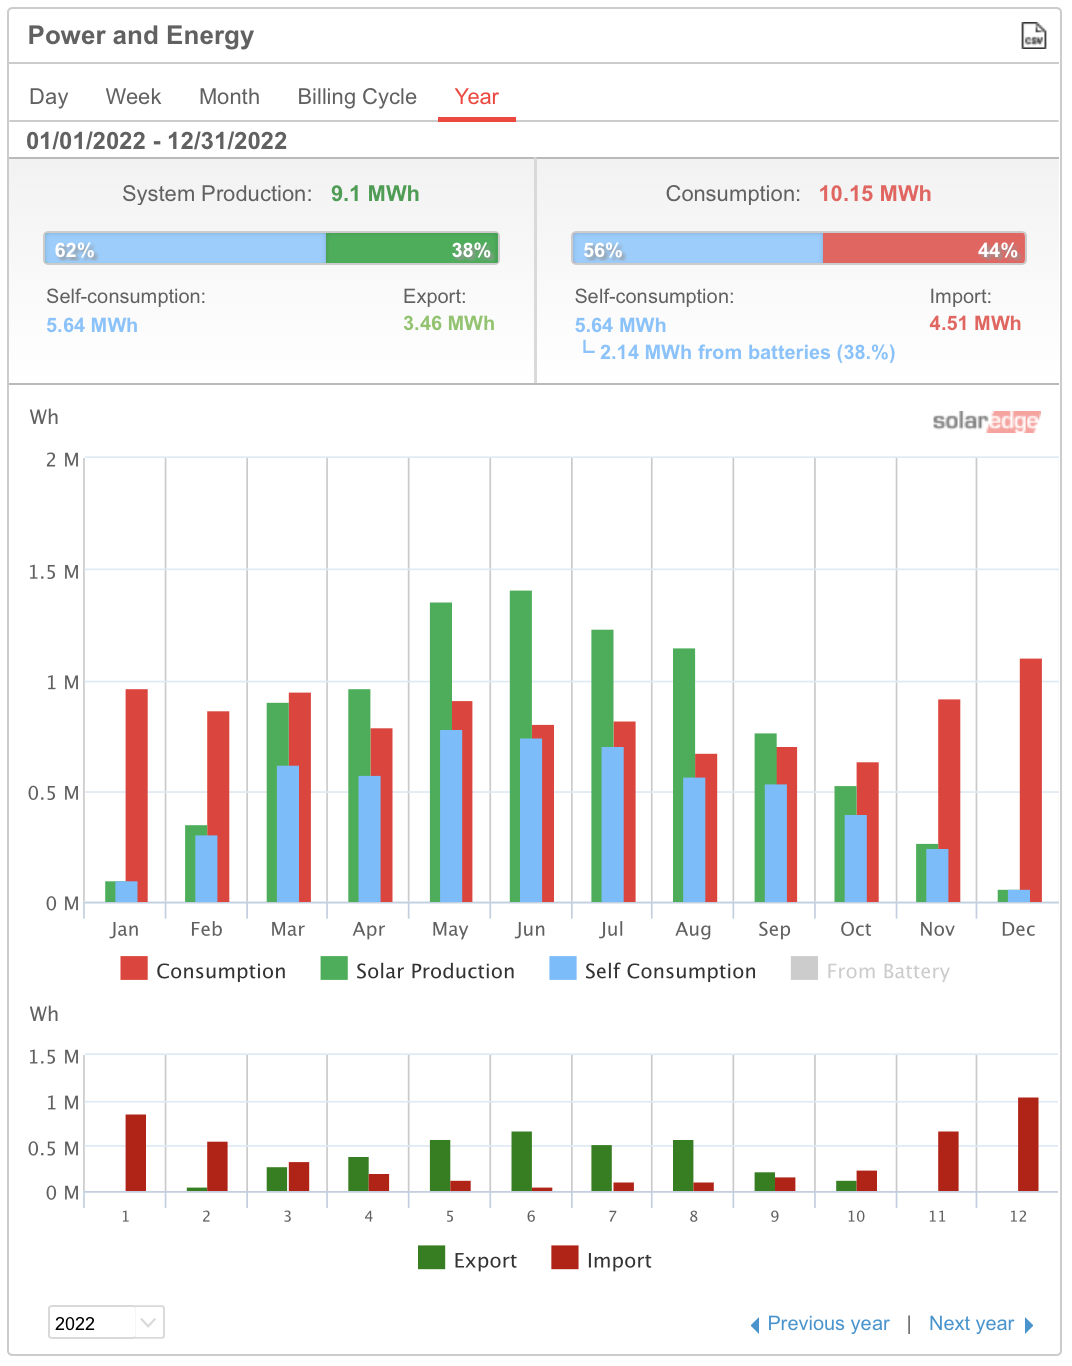 Power and Energy
CSV
Day Week Month Billing Cycle Year
01/01/2022 - 12/31/2022
System Production: 9.1 MWh
62% 38%
Self-consumption: Export:
5.64 MWh 3.46 MWh
Consumption: 10.15 MWh
56% 44%
Self-consumption: Import:
5.64 MWh 4.51 MWh
2.14 MWh from batteries (38.%)
Wh
solaredge
2 M
1.5 M
1 M
0.5 M
0 M
Jan Feb Mar Apr May Jun Jul Aug Sep Oct Nov Dec
Consumption Solar Production Self Consumption From Battery
Wh
1.5 M
1 M
0.5 M
0 M
1 2 3 4 5 6 7 8 9 10 11 12
Export Import
2022
Previous year | Next year